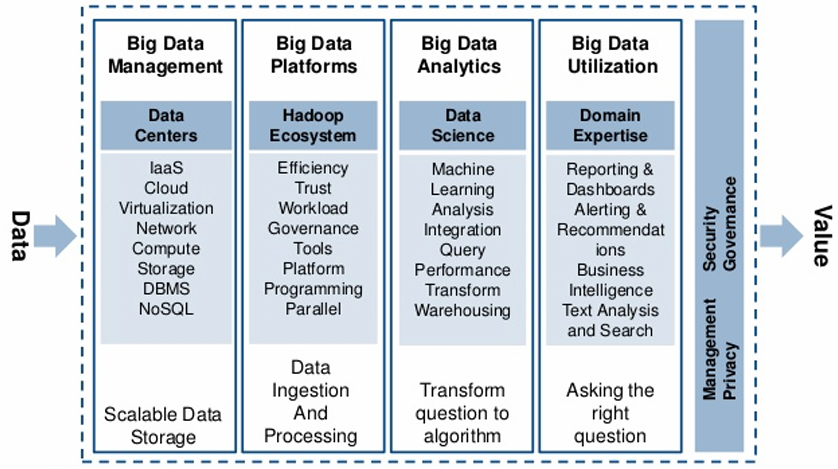 Data
Big Data
Management
Data
Centers
IaaS
Cloud
Virtualization
Network
Compute
Storage
DBMS
NoSQL
Scalable Data
Storage
Big Data
Platforms
Hadoop
Ecosystem
Efficiency
Trust
Workload
Governance
Tools
Platform
Programming
Parallel
Data
Ingestion
And
Processing
Big Data
Analytics
Data
Science
Machine
Learning
Analysis
Integration
Query
Performance
Transform
Warehousing
Transform
question to
algorithm
Big Data
Utilization
Domain
Expertise
Reporting &
Dashboards
Alerting &
Recommendat
ions
Business
Intelligence
Text Analysis
and Search
Asking the
right
question
Management Security
Privacy Governance
Value